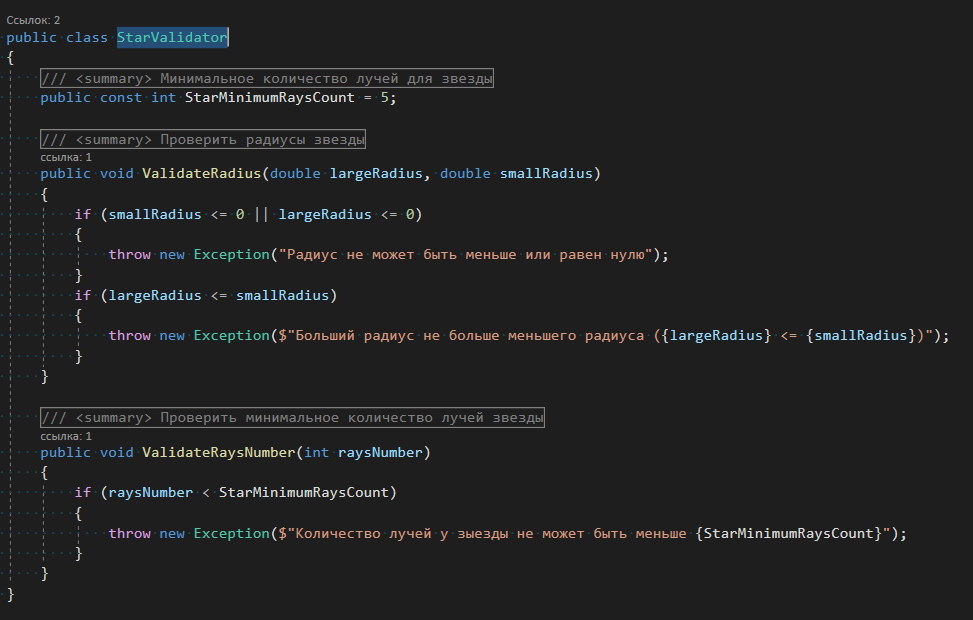 Ссылок: 2
public class StarValidator
{
/// <summary> Минимальное количество лучей для звезды
public const int StarMinimumRaysCount = 5;
/// <summary> Проверить радиусы звезды
ссылка: 1
public void ValidateRadius(double largeRadius, double smallRadius)
{
if (smallRadius <= 0 || largeRadius <= 0)
{
throw new Exception("Радиус не может быть меньше или равен нулю");
}
if (largeRadius <= smallRadius)
{
throw new Exception($"Больший радиус не больше меньшего радиуса ({largeRadius} <= {smallRadius})");
}
}
/// <summary> Проверить минимальное количество лучей звезды
ссылка: 1
public void ValidateRaysNumber(int raysNumber)
{
if (raysNumber < StarMinimumRaysCount)
{
throw new Exception($"Количество лучей у зыезды не может быть меньше {StarMinimumRaysCount}");
}
}
}